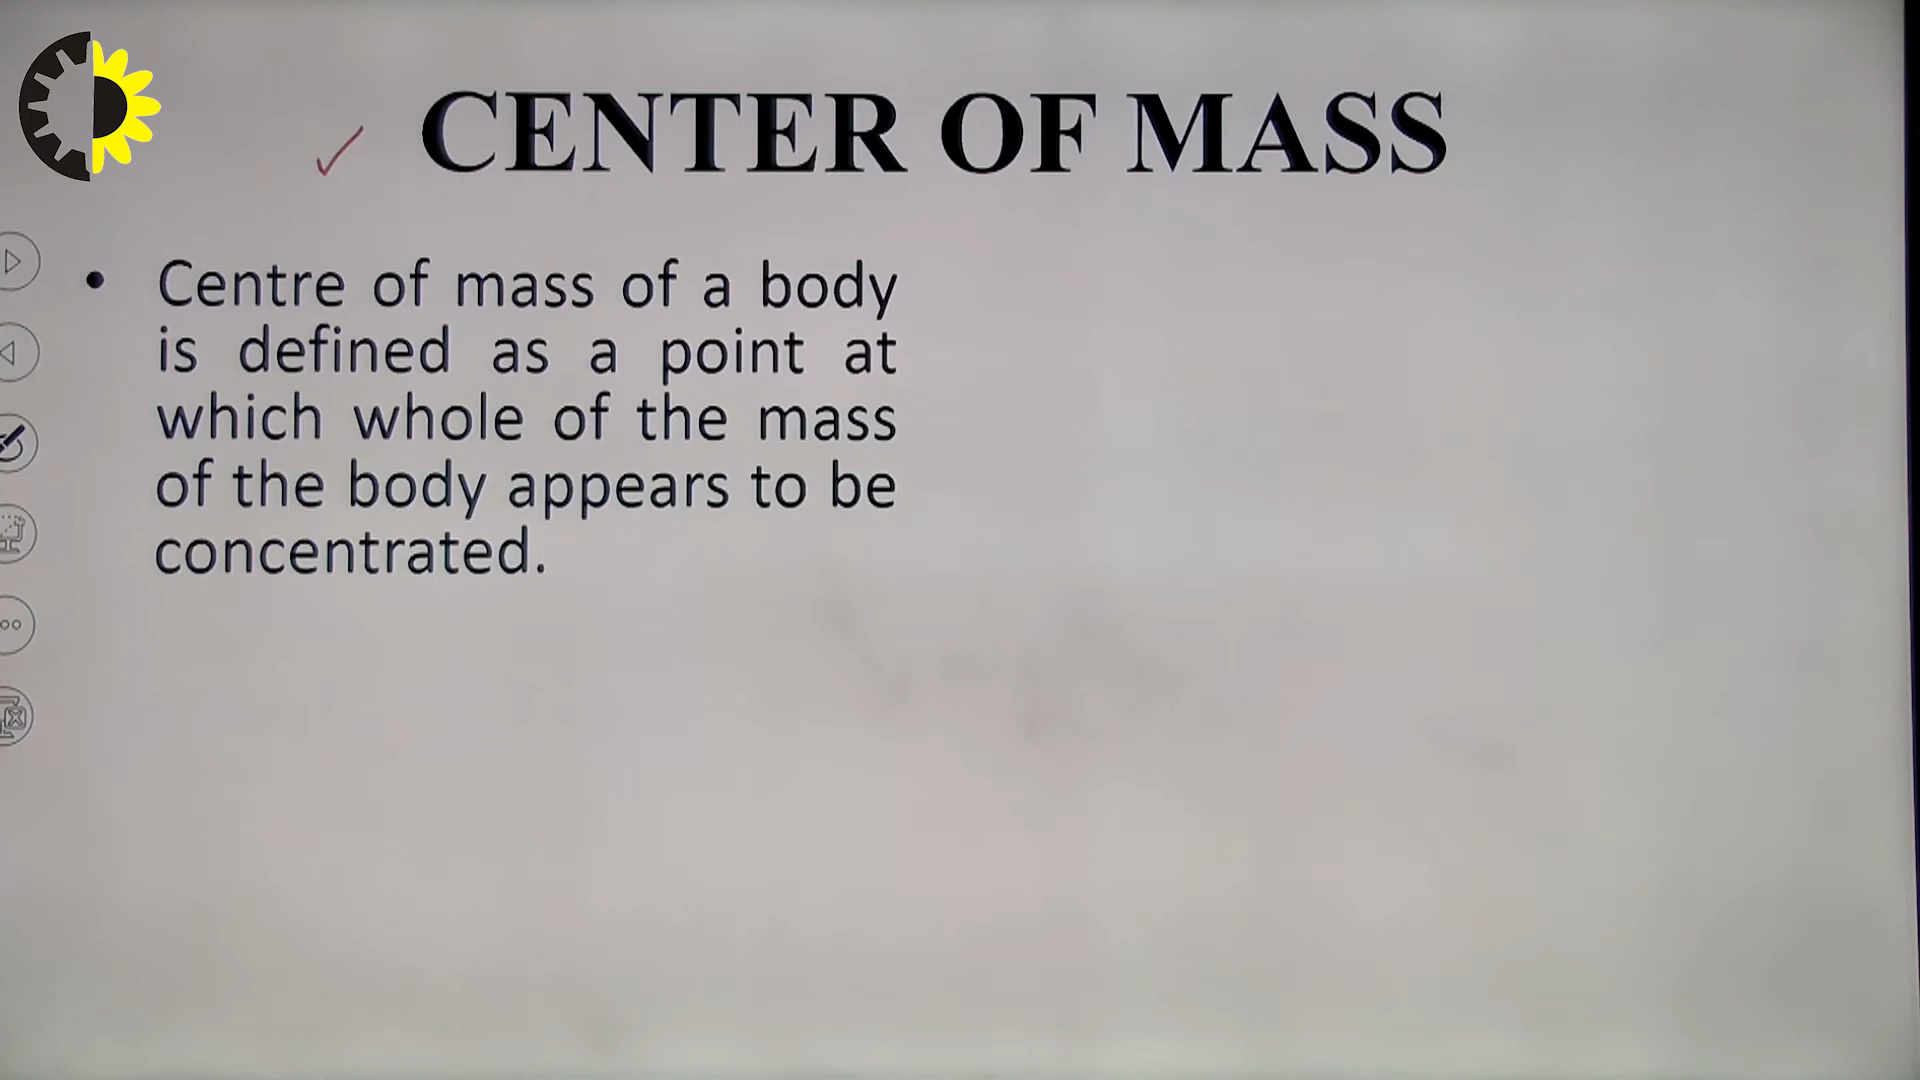 CENTER OF MASS
• Centre of mass of a body
is defined as a point at
which whole of the mass
of the body appears to be
concentrated.